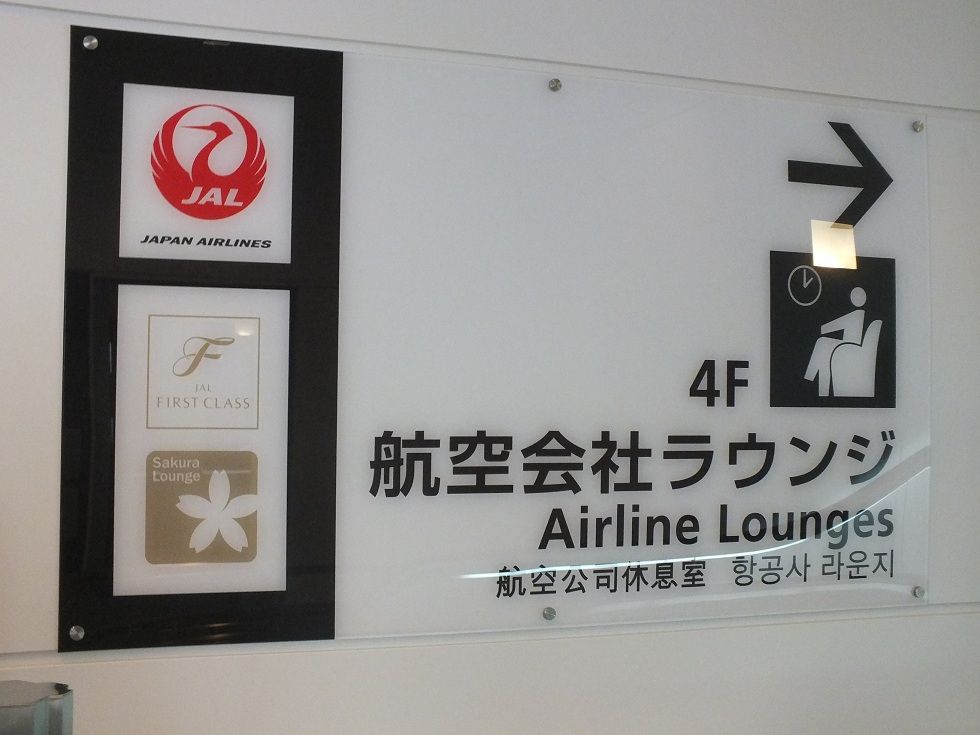 JAL
JAPAN AIRLINES
F
JAL
FIRST CLASS
Sakura
Lounge
4F
航空会社ラウンジ
Airline Lounges
航空公司休息室 항공사 라운지